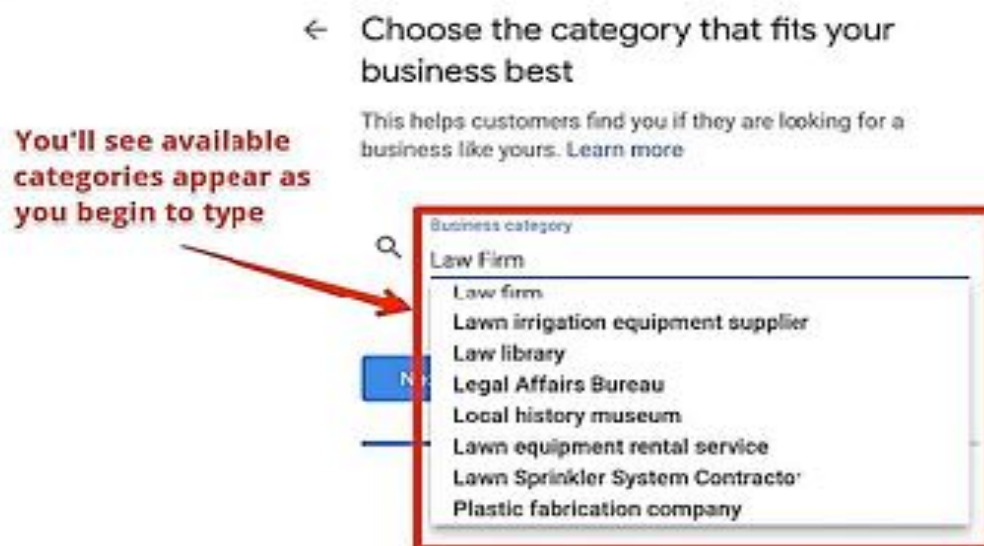 ← Choose the category that fits your
business best
This helps customers find you if they are looking for a
business like yours. Learn more
You'll see available
categories appear as
you begin to type
Business category
Law Firm
Law firm
Lawn irrigation equipment supplier
Law library
Legal Affairs Bureau
Local history museum
Lawn equipment rental service
Lawn Sprinkler System Contractor
Plastic fabrication company